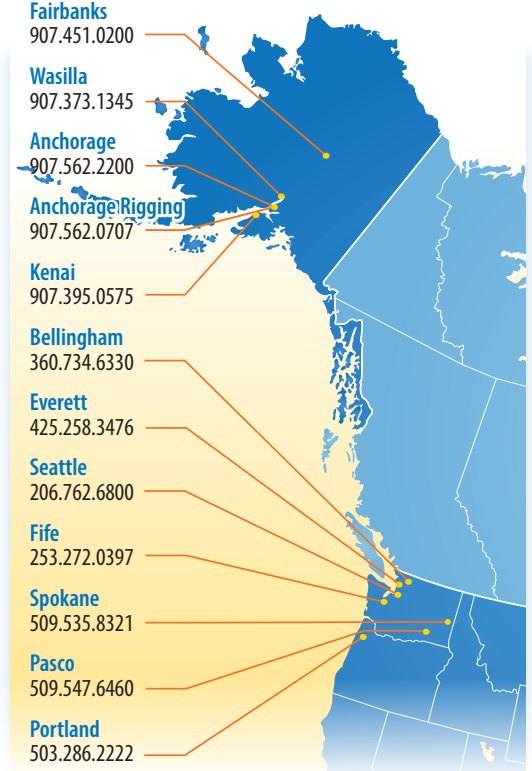 Fairbanks
907.451.0200
Wasilla
907.373.1345
Anchorage
907.562.2200
Anchorage Rigging
907.562.0707
Kenai
907.395.0575
Bellingham
360.734.6330
Everett
425.258.3476
Seattle
206.762.6800
Fife
253.272.0397
Spokane
509.535.8321
Pasco
509.547.6460
Portland
503.286.2222